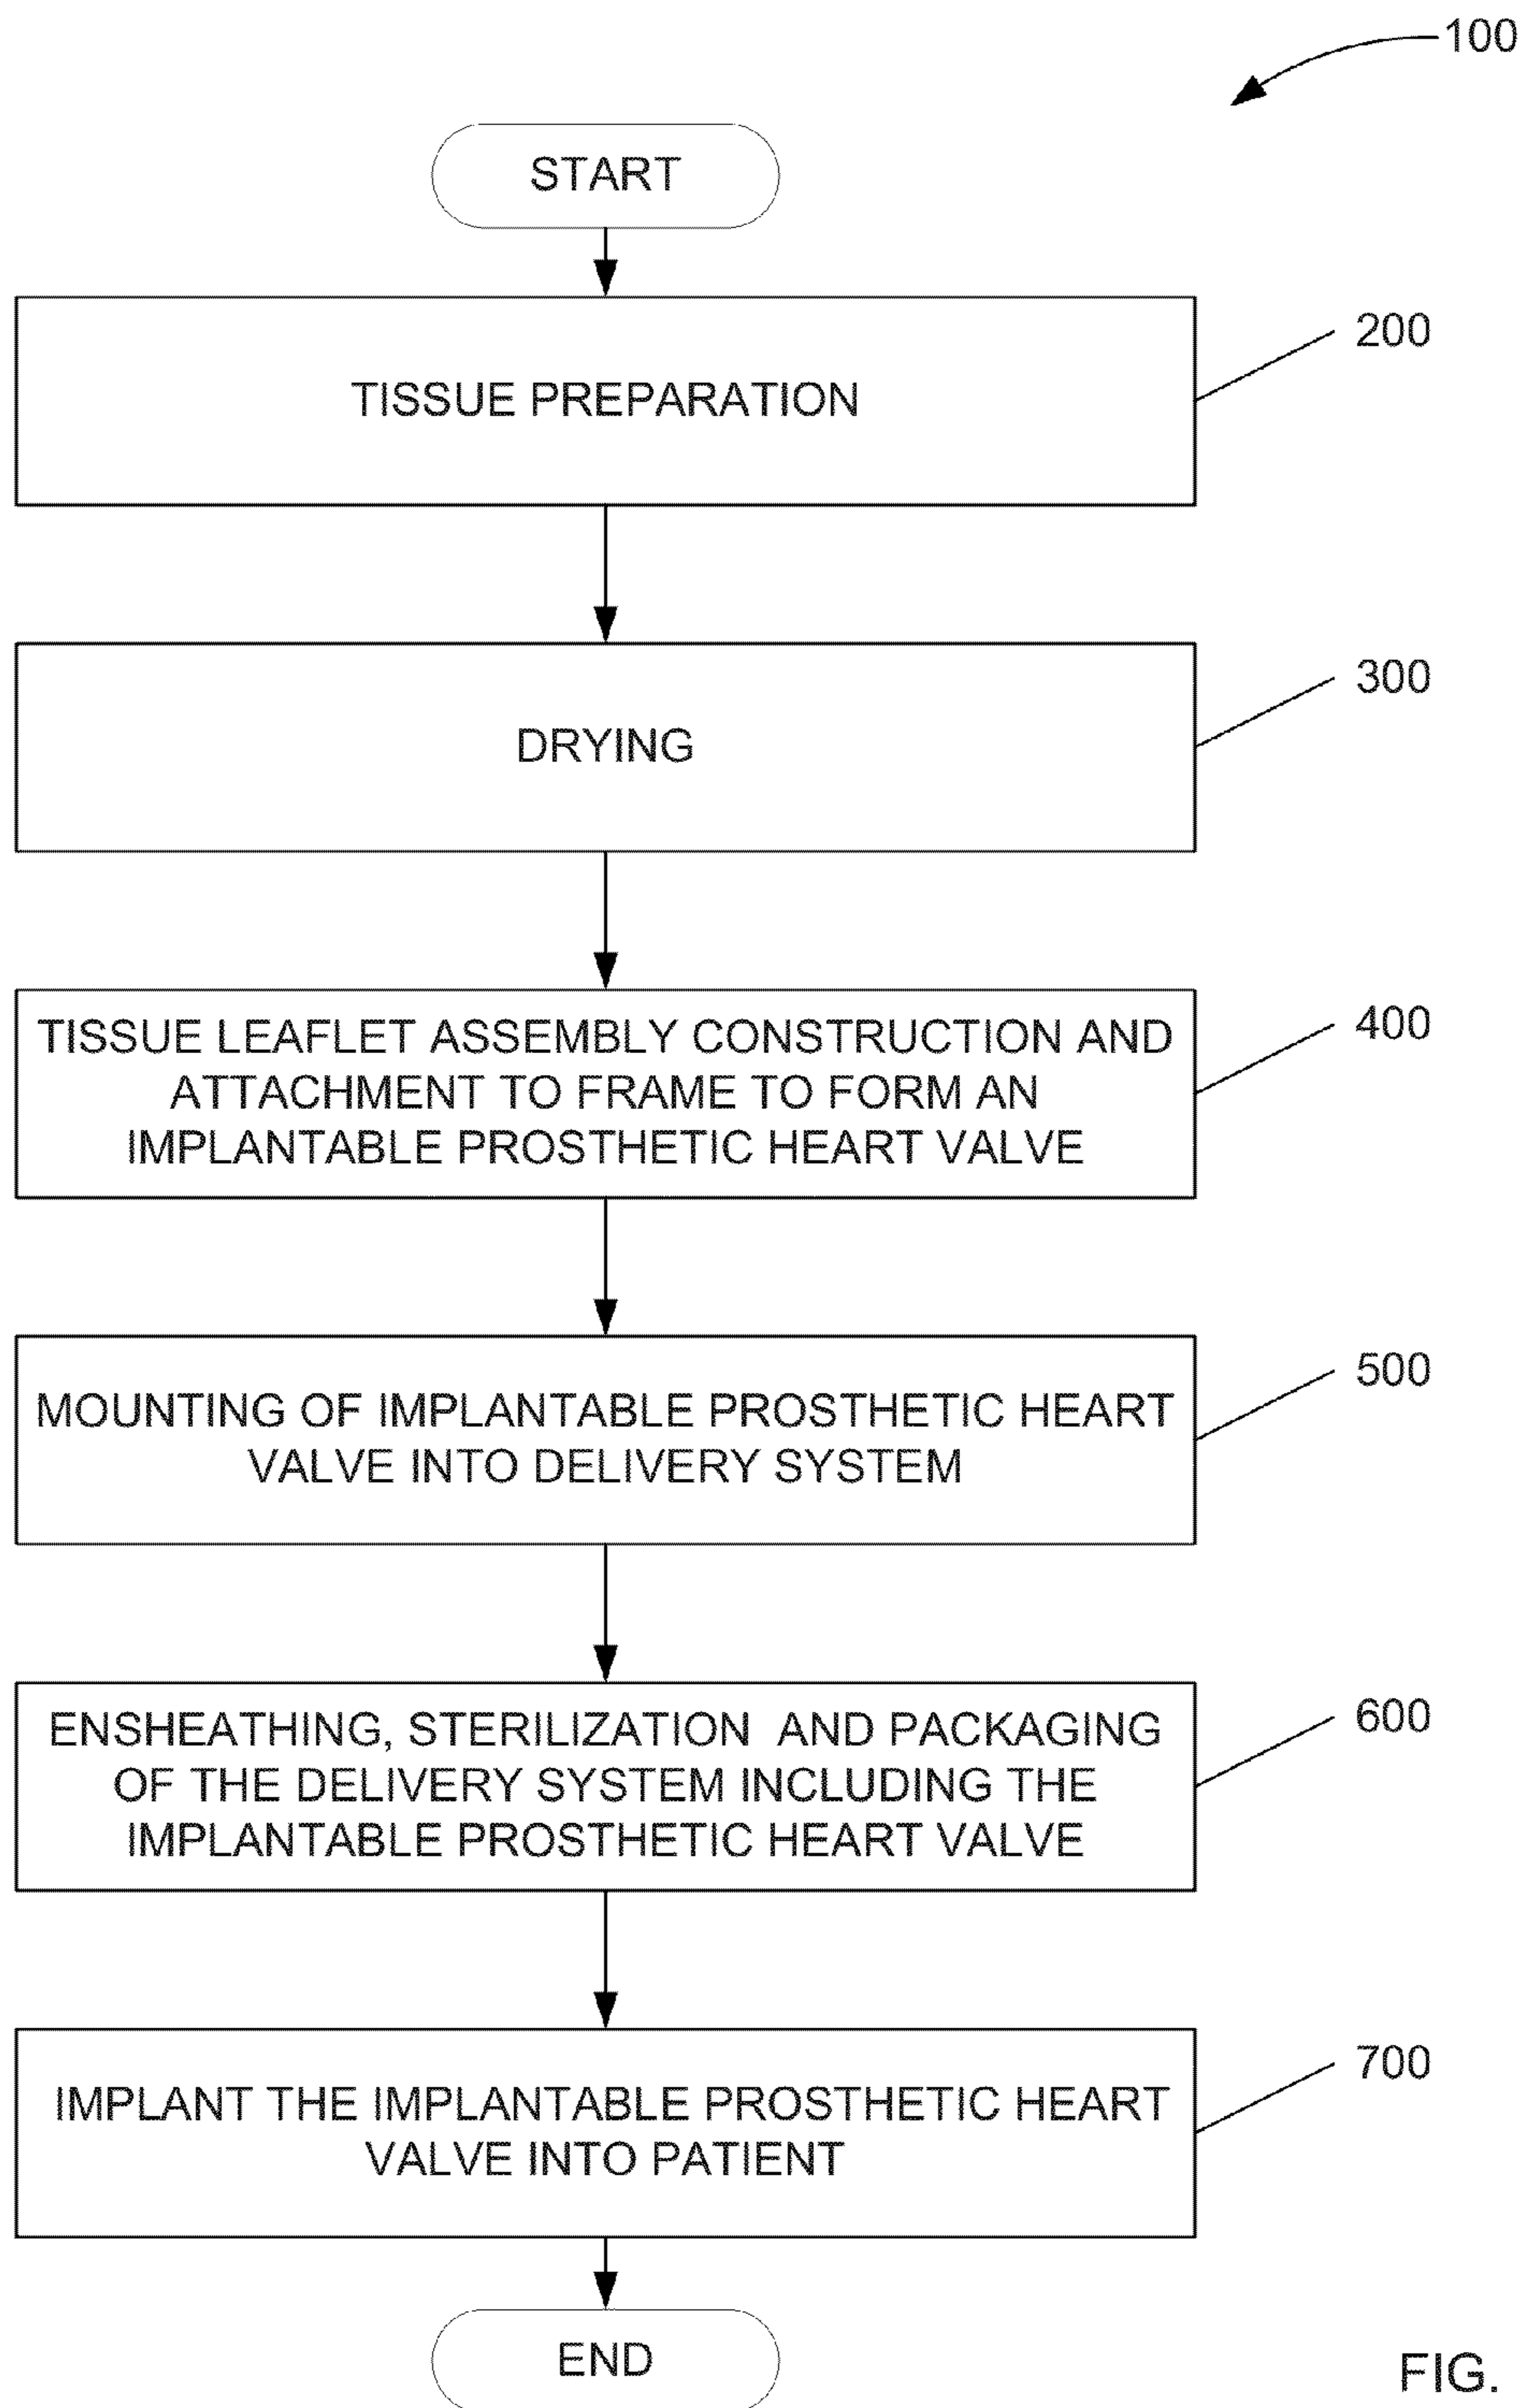 100
START
200
TISSUE PREPARATION
300
DRYING
400
TISSUE LEAFLET ASSEMBLY CONSTRUCTION AND
ATTACHMENT TO FRAME TO FORM AN
IMPLANTABLE PROSTHETIC HEART VALVE
500
MOUNTING OF IMPLANTABLE PROSTHETIC HEART
VALVE INTO DELIVERY SYSTEM
600
ENSHEATHING, STERILIZATION AND PACKAGING
OF THE DELIVERY SYSTEM INCLUDING THE
IMPLANTABLE PROSTHETIC HEART VALVE
700
IMPLANT THE IMPLANTABLE PROSTHETIC HEART
VALVE INTO PATIENT
END
FIG.